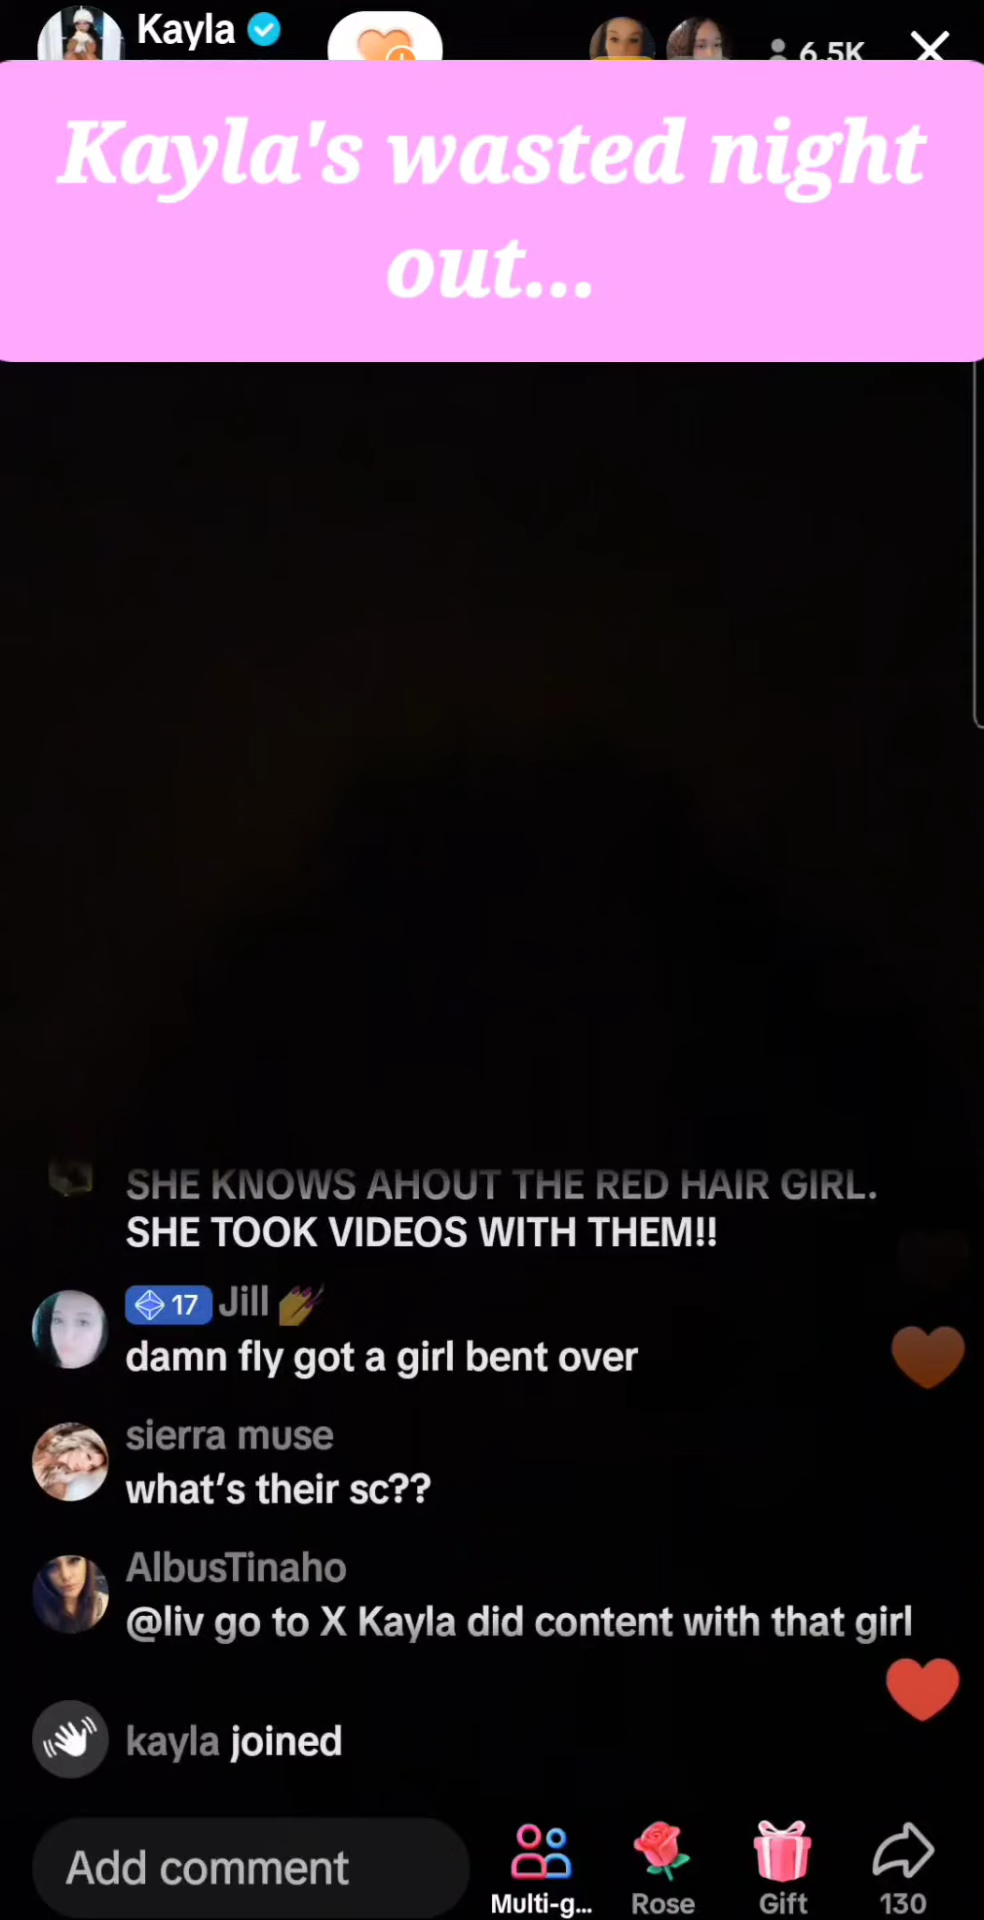 Kayla
6.5K
Kayla's wasted night
out...
SHE KNOWS AHOUT THE RED HAIR GIRL.
SHE TOOK VIDEOS WITH THEM!!
17 Jill
damn fly got a girl bent over
sierra muse
what's their sc??
AlbusTinaho
@liv go to X Kayla did content with that girl
kayla joined
Add comment
Multi-g...
Rose
Gift
130